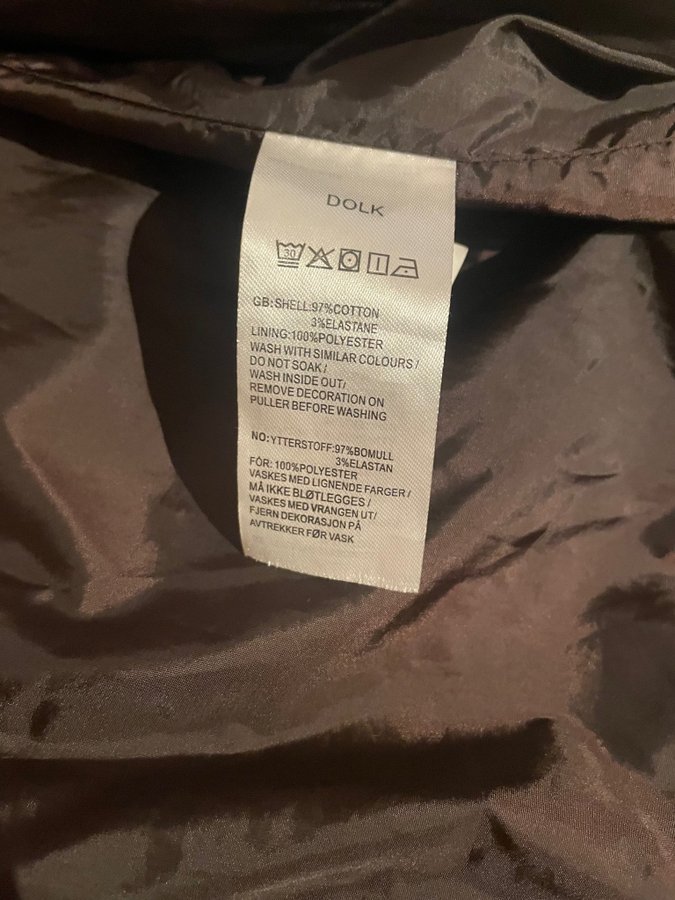 DOLK
30
GB:SHELL:97%COTTON
3%ELASTANE
LINING:100%POLYESTER
WASH WITH SIMILAR COLOURS/
DO NOT SOAK/
WASH INSIDE OUT/
REMOVE DECORATION ON
PULLER BEFORE WASHING
NO:YTTERSTOFF:97%BOMULL
3%ELASTAN
FÓR: 100%POLYESTER
VASKES MED LIGNENDE FARGER/
MÅ IKKE BLØTLEGGES/
VASKES MED VRANGEN UT/
FJERN DEKORASJON PÅ
AVTREKKER FØR VASK